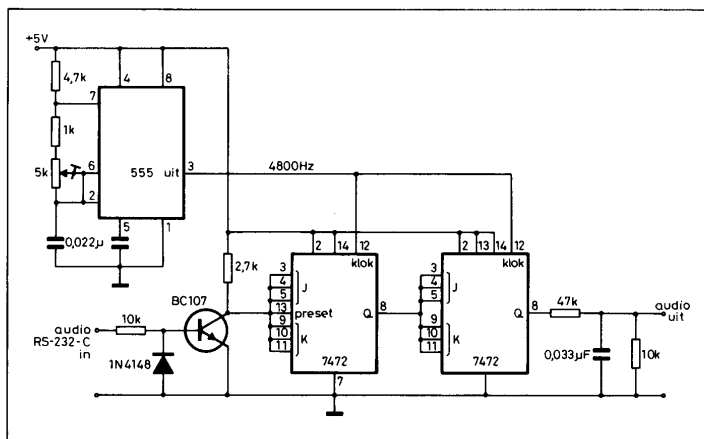 +5V
4,7k
4
8
7
1k
5k
6
555
uit
3
4800Hz
2
5
1
0,022µ
2
14
12
2
13
14
12
2,7k
klok
klok
3
4
5
J
3
4
5
J
BC107
13
preset
Q
8
Q
8
47k
audio
uit
9
10
11
K
9
10
11
K
audio
RS-232-C
in
10k
1N4148
7472
7
7472
0,033µF
10k